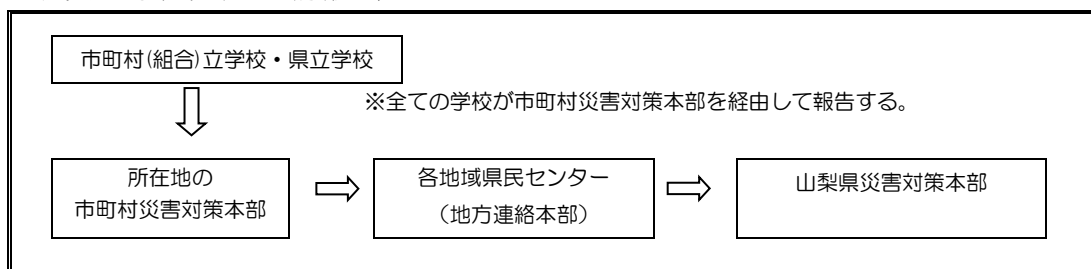 市町村(組合)立学校・県立学校
※全ての学校が市町村災害対策本部を経由して報告する。
所在地の
市町村災害対策本部
各地域県民センター
（地方連絡本部）
山梨県災害対策本部